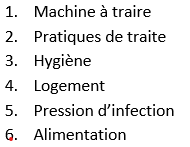 1. Machine à traire
2. Pratiques de traite
3. Hygiène
4. Logement
5. Pression d’infection
6. Alimentation